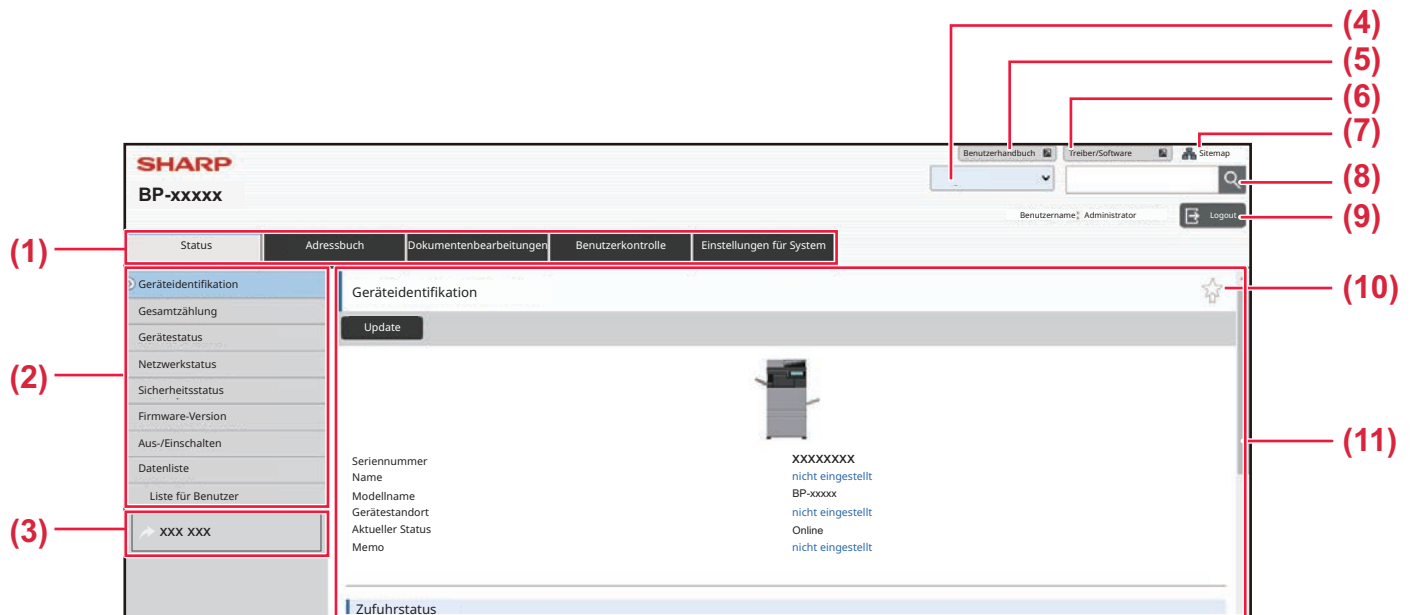 (4)
(5)
(6)
(7)
Benutzerhandbuch Treiber/Software Sitemap
SHARP
(8)
BP-xxxxx
Benutzername: Administrator Logout
(9)
(1)
Status Adressbuch Dokumentenbearbeitungen Benutzerkontrolle Einstellungen für System
Geräteidentifikation
Geräteidentifikation
(10)
Gesamtzählung
Update
Gerätestatus
Netzwerkstatus
(2)
Sicherheitsstatus
Firmware-Version
Aus-/Einschalten
(11)
Datenliste
Liste für Benutzer
Seriennummer XXXXXXXX
Name nicht eingestellt
Modellname BP-xxxxx
Gerätestandort nicht eingestellt
Aktueller Status Online
Memo nicht eingestellt
(3)
XXX XXX
Zufuhrstatus